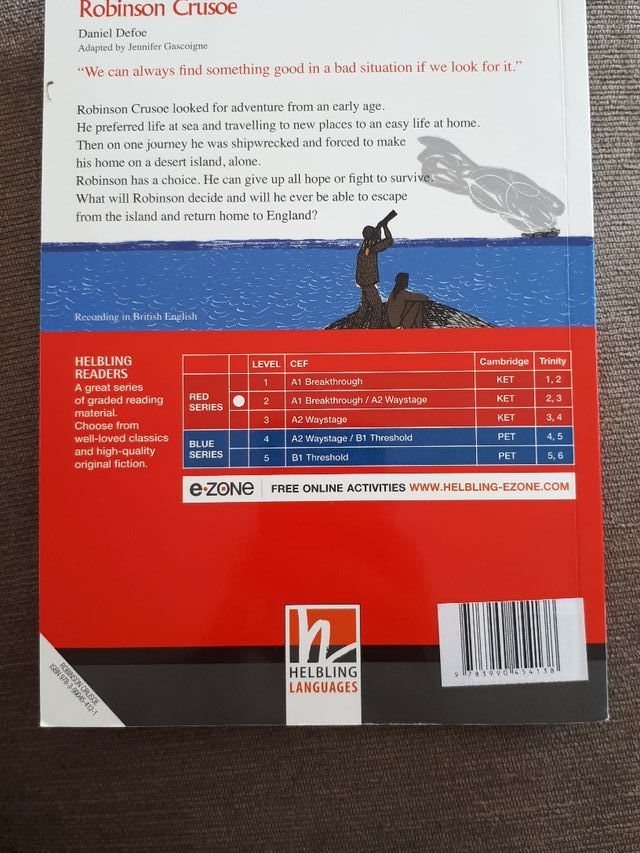 Robinson Crusoe
Daniel Defoe
Adapted by Jennifer Gascoigne
“We can always find something good in a bad situation if we look for it.”
Robinson Crusoe looked for adventure from an early age.
He preferred life at sea and travelling to new places to an easy life at home.
Then on one journey he was shipwrecked and forced to make
his home on a desert island, alone.
Robinson has a choice. He can give up all hope or fight to survive.
What will Robinson decide and will he ever be able to escape
from the island and return home to England?
Recording in British English
HELBLING
READERS
A great series
of graded reading
material.
Choose from
well-loved classics
and high-quality
original fiction.
LEVEL CEF Cambridge Trinity
RED
SERIES
1 A1 Breakthrough KET 1, 2
2 A1 Breakthrough / A2 Waystage KET 2, 3
3 A2 Waystage KET 3, 4
BLUE
SERIES
4 A2 Waystage / B1 Threshold PET 4, 5
5 B1 Threshold PET 5, 6
e·zone FREE ONLINE ACTIVITIES WWW.HELBLING-EZONE.COM
h
HELBLING
LANGUAGES
ROBINSON CRUSOE
ISBN 978-3-99045-412-1
9 783990 454138